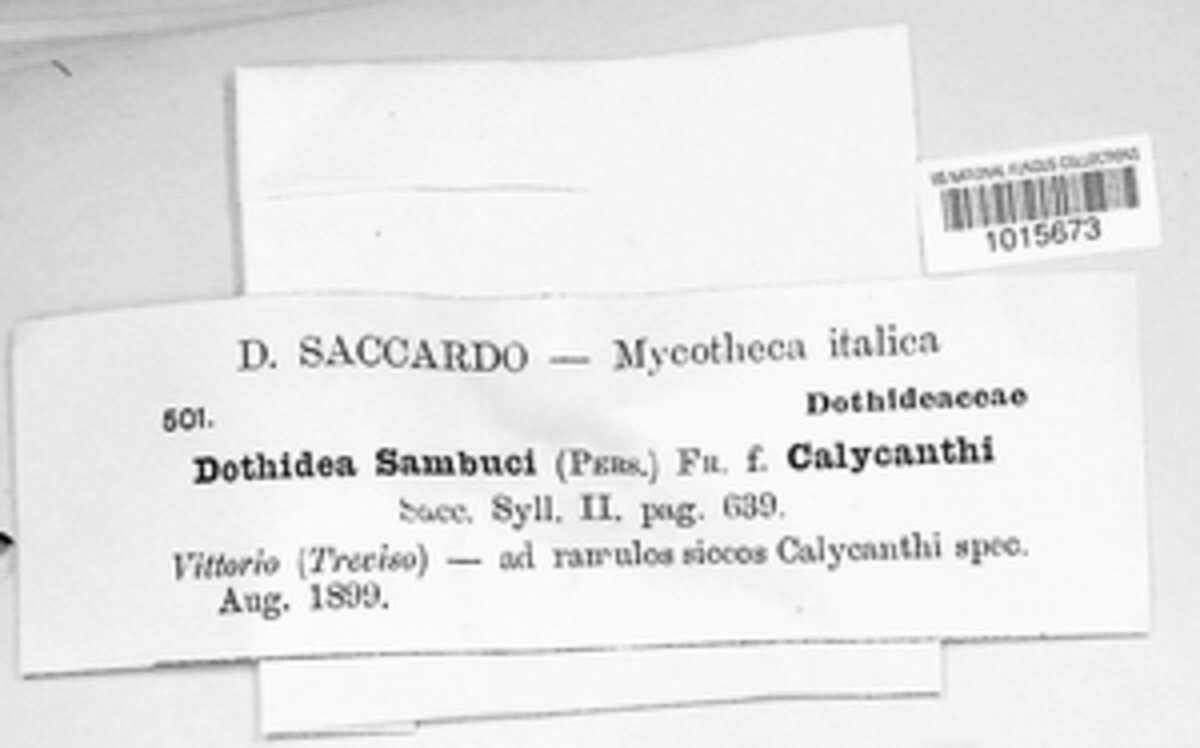 US NATIONAL FUNGUS COLLECTIONS
1015673
D. SACCARDO — Mycotheca italica
501.
Dothideaceae
Dothidea Sambuci (Pers.) Fr. f. Calycanthi
Sacc. Syll. II. pag. 639.
Vittorio (Treviso) — ad ramulos siccos Calycanthi spec.
Aug. 1899.